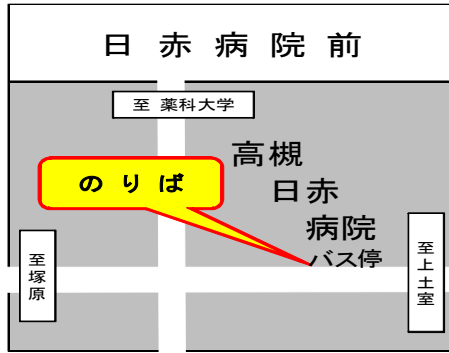 日赤病院前
至 薬科大学
高槻
日赤
病院
バス停
のりば
至塚原
至上土室